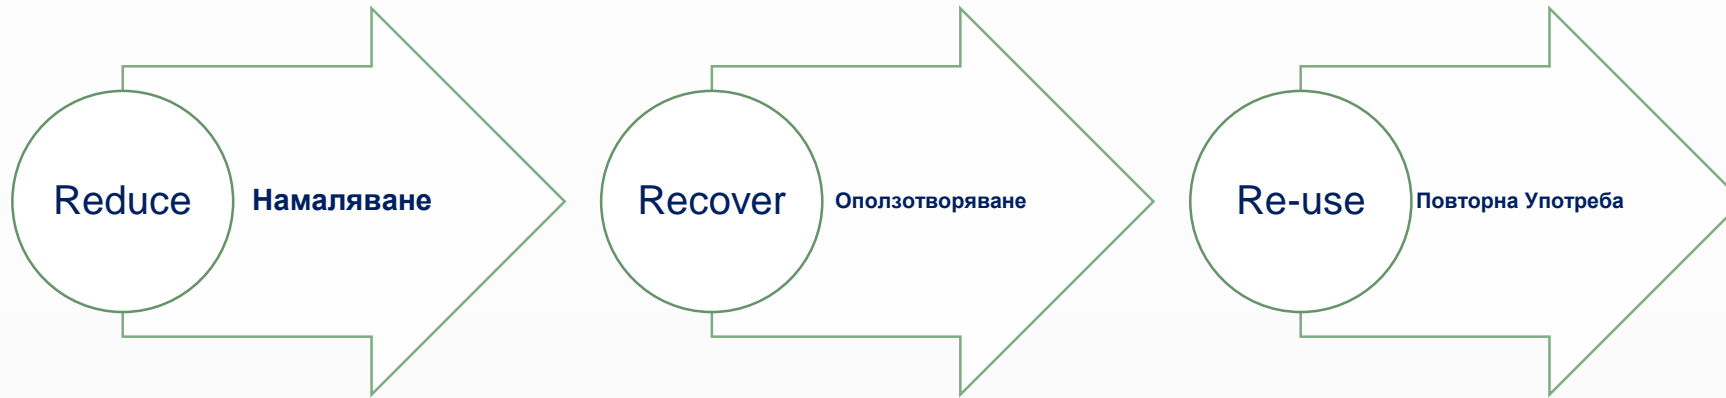 Reduce
Намаляване
Recover
Оползотворяване
Re-use
Повторна Употреба